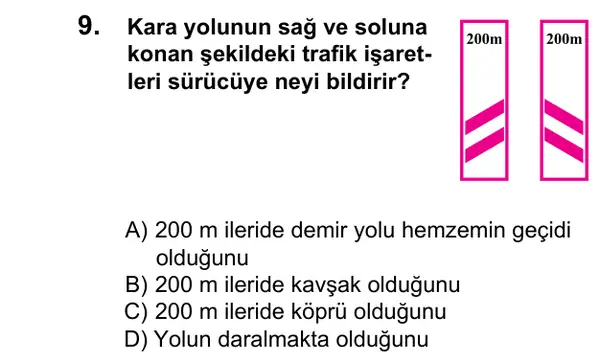 9. Kara yolunun sağ ve soluna
konan şekildeki trafik işaret-
leri sürücüye neyi bildirir?
200m 200m
A) 200 m ileride demir yolu hemzemin geçidi
olduğunu
B) 200 m ileride kavşak olduğunu
C) 200 m ileride köprü olduğunu
D) Yolun daralmakta olduğunu